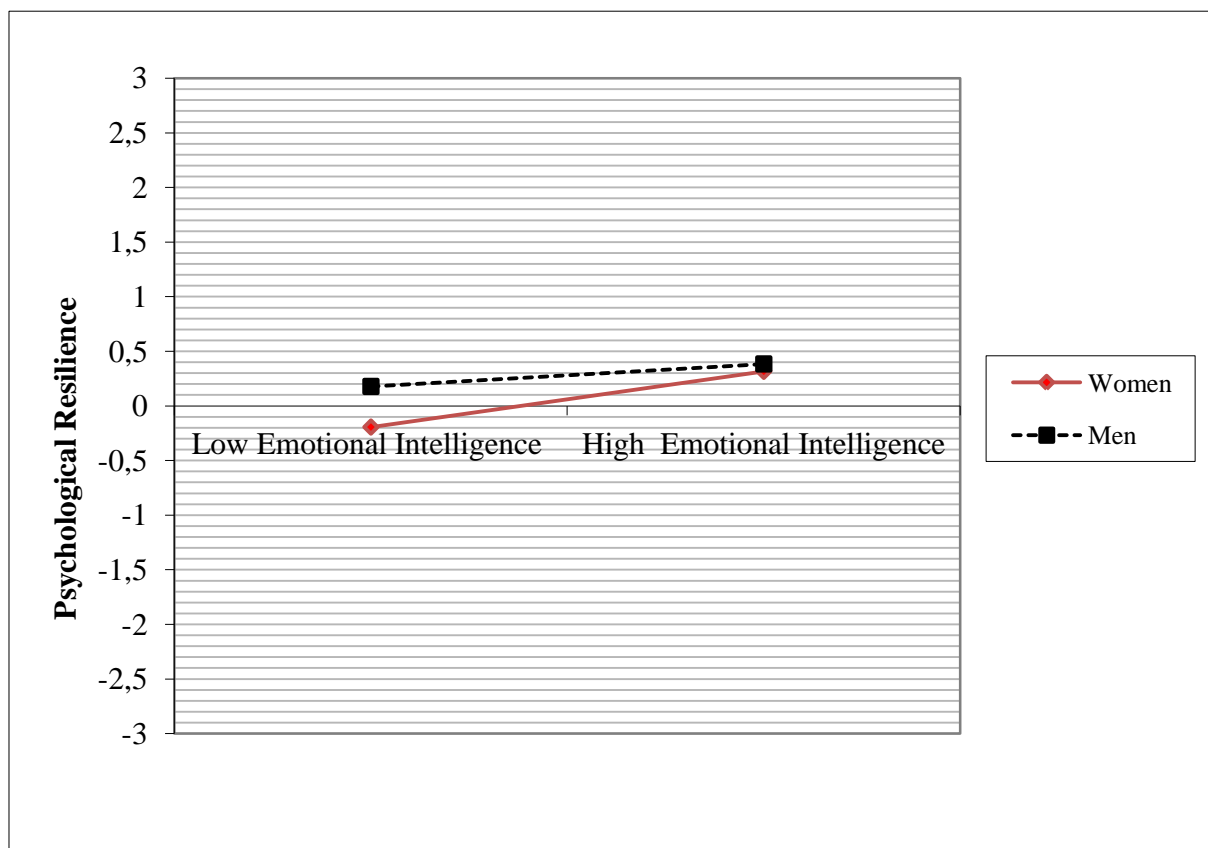 3
2,5
2
1,5
1
0,5
0
-0,5
-1
-1,5
-2
-2,5
-3
Psychological Resilience
Low Emotional Intelligence
High Emotional Intelligence
Women
Men